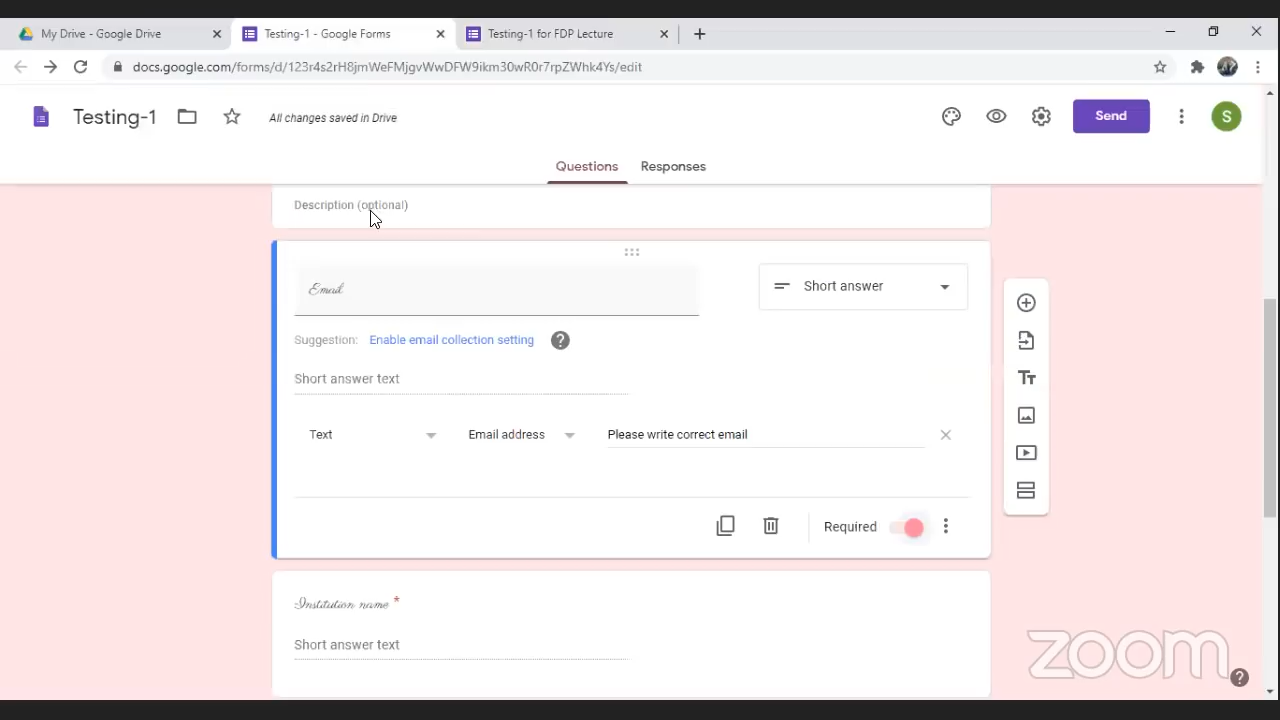 My Drive - Google Drive
Testing-1 - Google Forms
Testing-1 for FDP Lecture
docs.google.com/forms/d/123r4s2rH8jmWeFMjgvWwDFW9ikm30wR0r7rpZWhk4Ys/edit
Testing-1
All changes saved in Drive
Send
S
Questions
Responses
Description (optional)
Email
Short answer
Suggestion: Enable email collection setting ?
Short answer text
Text
Email address
Please write correct email
Required
Institution name *
Short answer text
zoom
?